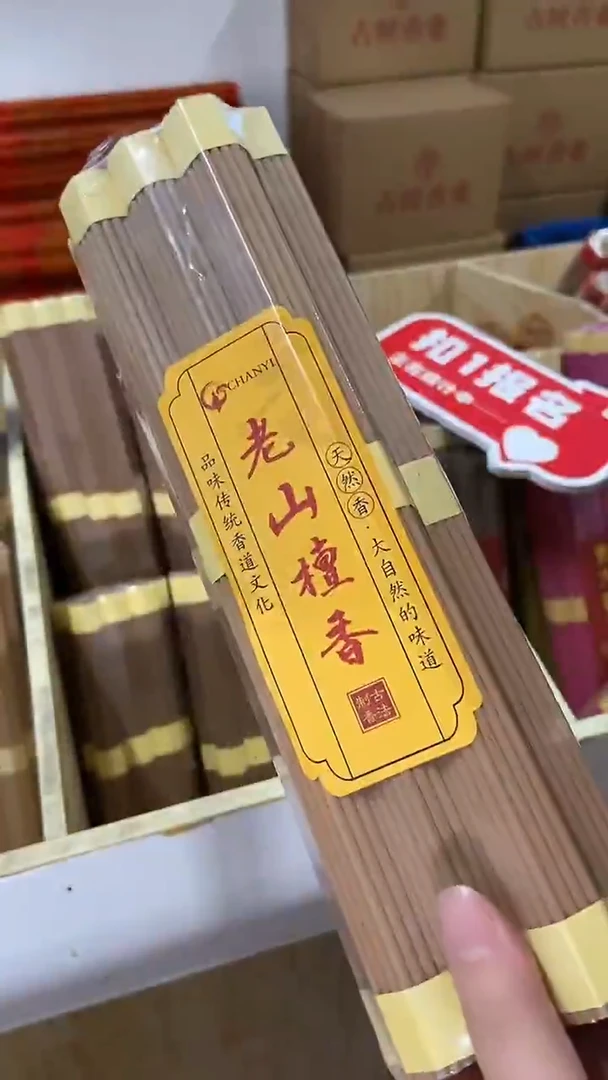 CHANYI
老山檀香
天然香·大自然的味道
品味传统香道文化
古法
制香
扣1报名